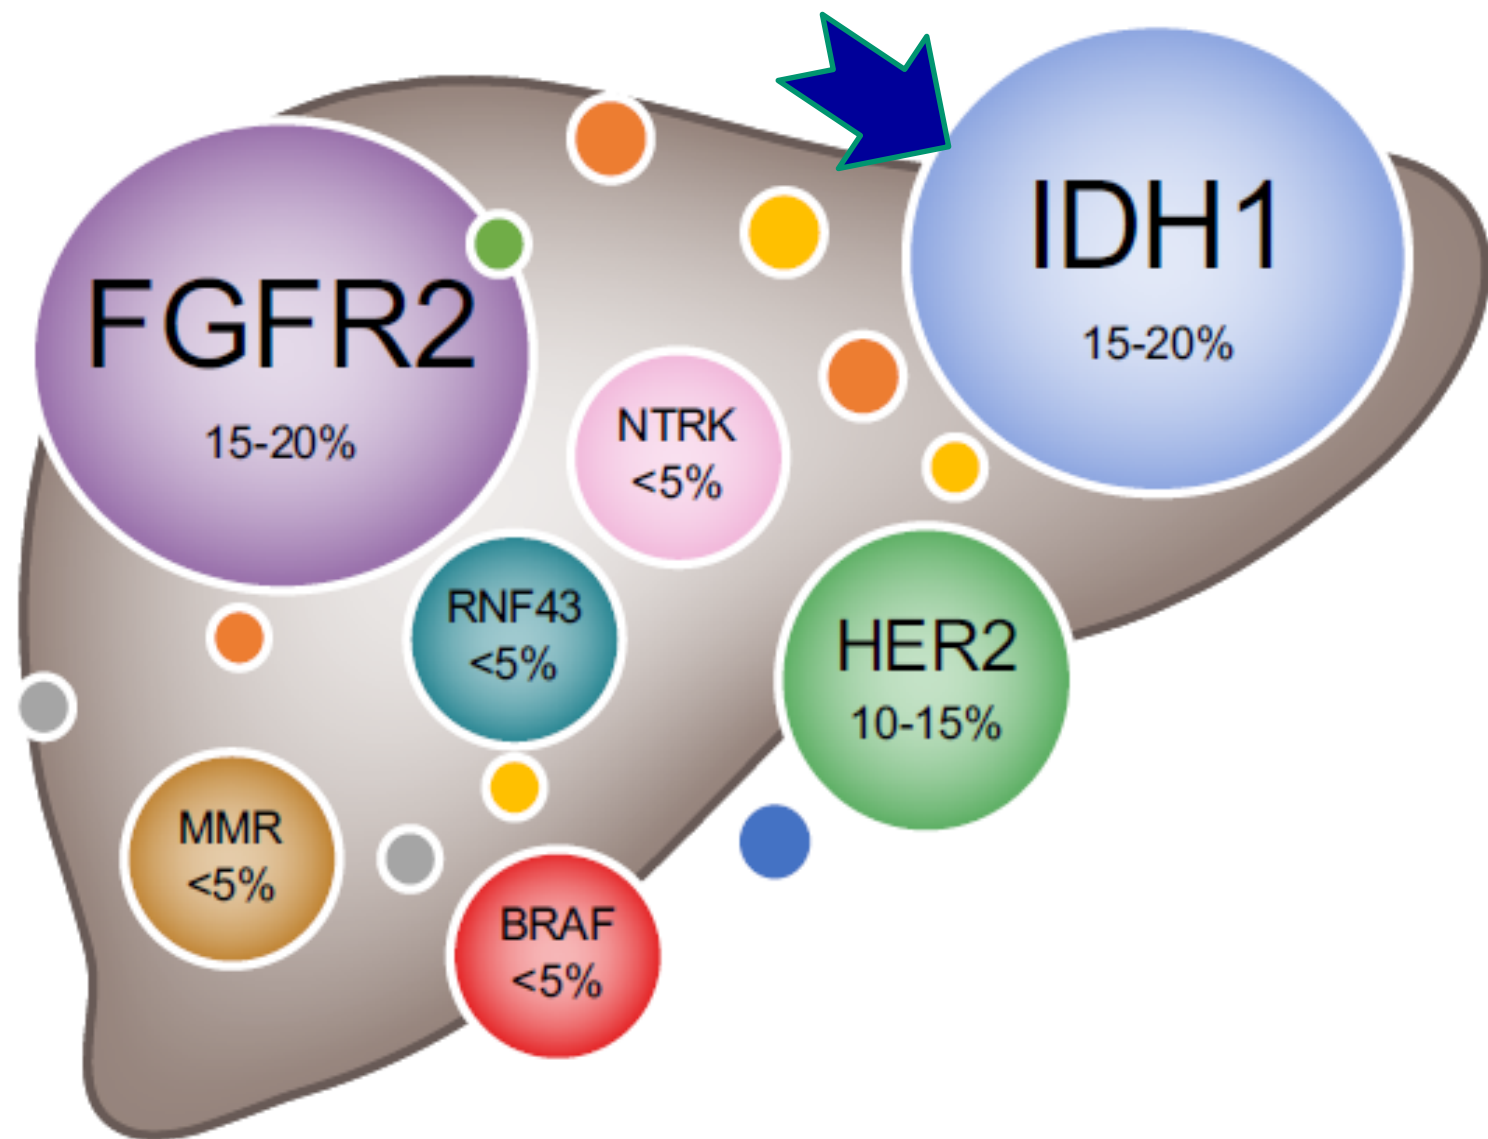 FGFR2
15-20%
IDH1
15-20%
NTRK
<5%
RNF43
<5%
HER2
10-15%
MMR
<5%
BRAF
<5%